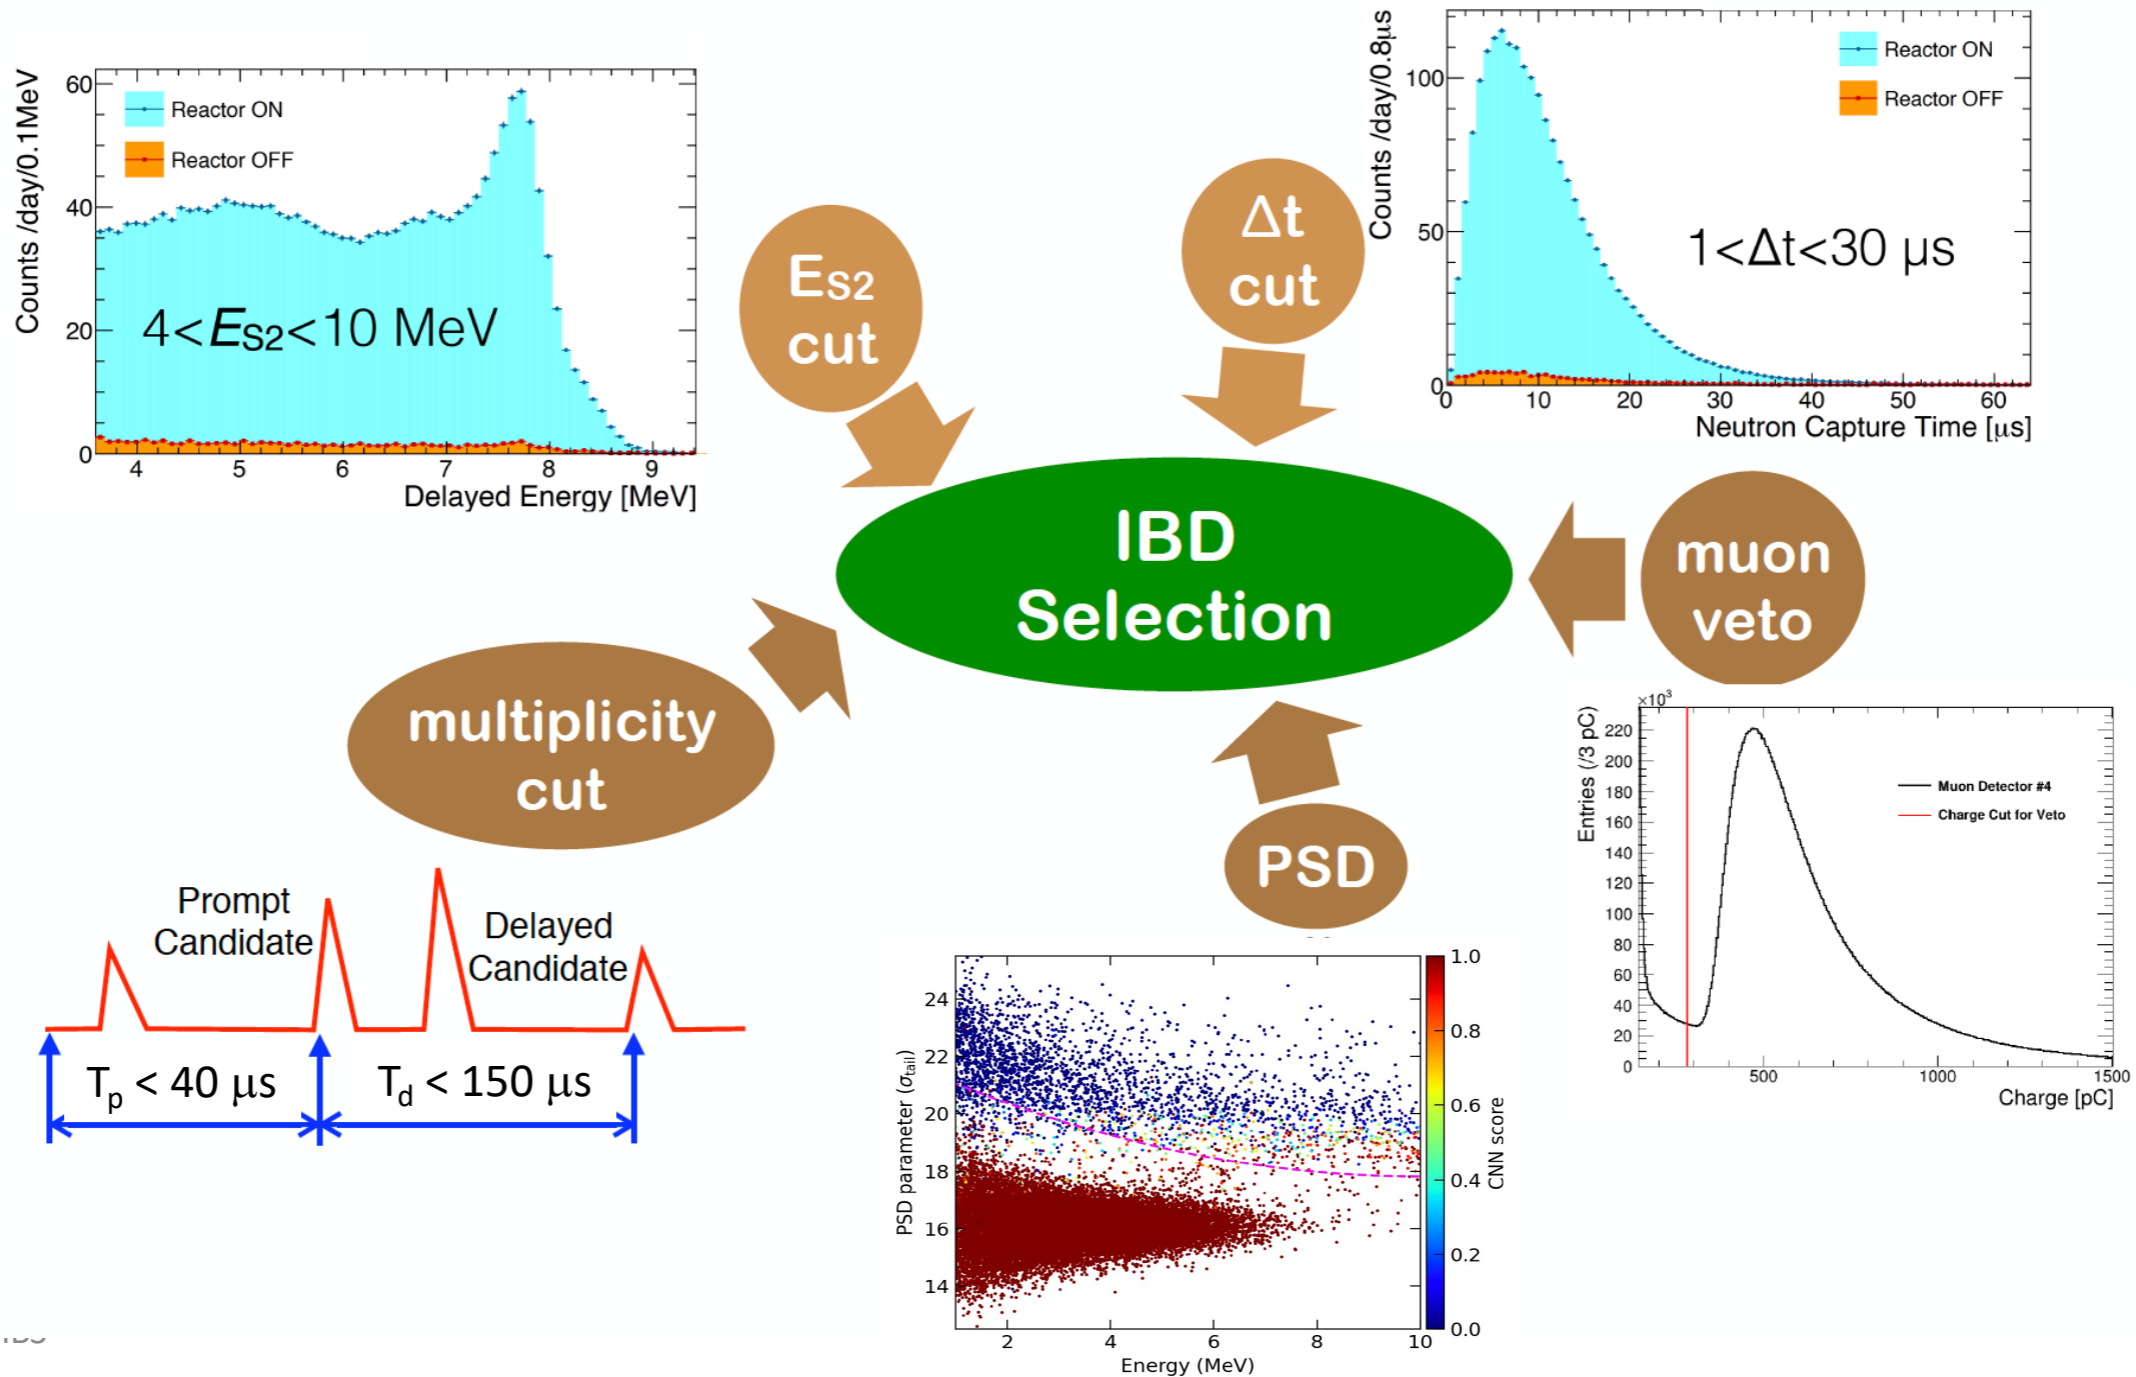 60
40
20
0
Counts /day/0.1MeV
Reactor ON
Reactor OFF
4<E_S2<10 MeV
4 5 6 7 8 9
Delayed Energy [MeV]
E_S2
cut
Δt
cut
100
50
0
Counts /day/0.8μs
Reactor ON
Reactor OFF
1<Δt<30 μs
0 10 20 30 40 50 60
Neutron Capture Time [μs]
IBD
Selection
muon
veto
multiplicity
cut
PSD
Prompt
Candidate
Delayed
Candidate
T_p < 40 μs
T_d < 150 μs
24
22
20
18
16
14
PSD parameter (σ_tail)
2 4 6 8 10
Energy (MeV)
1.0
0.8
0.6
0.4
0.2
0.0
CNN score
×10³
220
200
180
160
140
120
100
80
60
40
20
0
Entries (/3 pC)
Muon Detector #4
Charge Cut for Veto
500 1000 1500
Charge [pC]